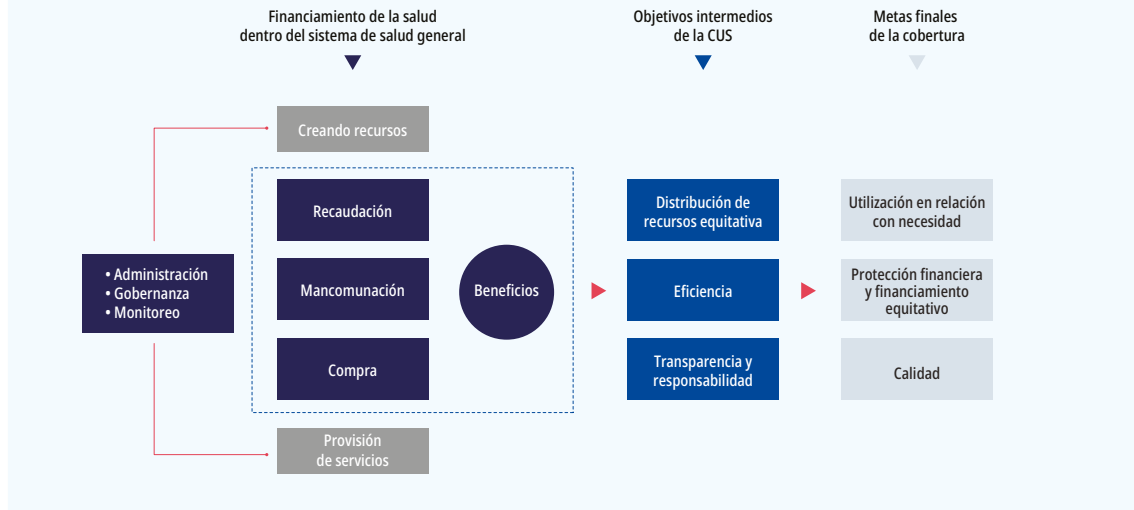 Financiamiento de la salud
dentro del sistema de salud general
Objetivos intermedios
de la CUS
Metas finales
de la cobertura
Creando recursos
Recaudación
Mancomunación
Compra
Beneficios
Provisión
de servicios
• Administración
• Gobernanza
• Monitoreo
Distribución de
recursos equitativa
Eficiencia
Transparencia y
responsabilidad
Utilización en relación
con necesidad
Protección financiera
y financiamiento
equitativo
Calidad